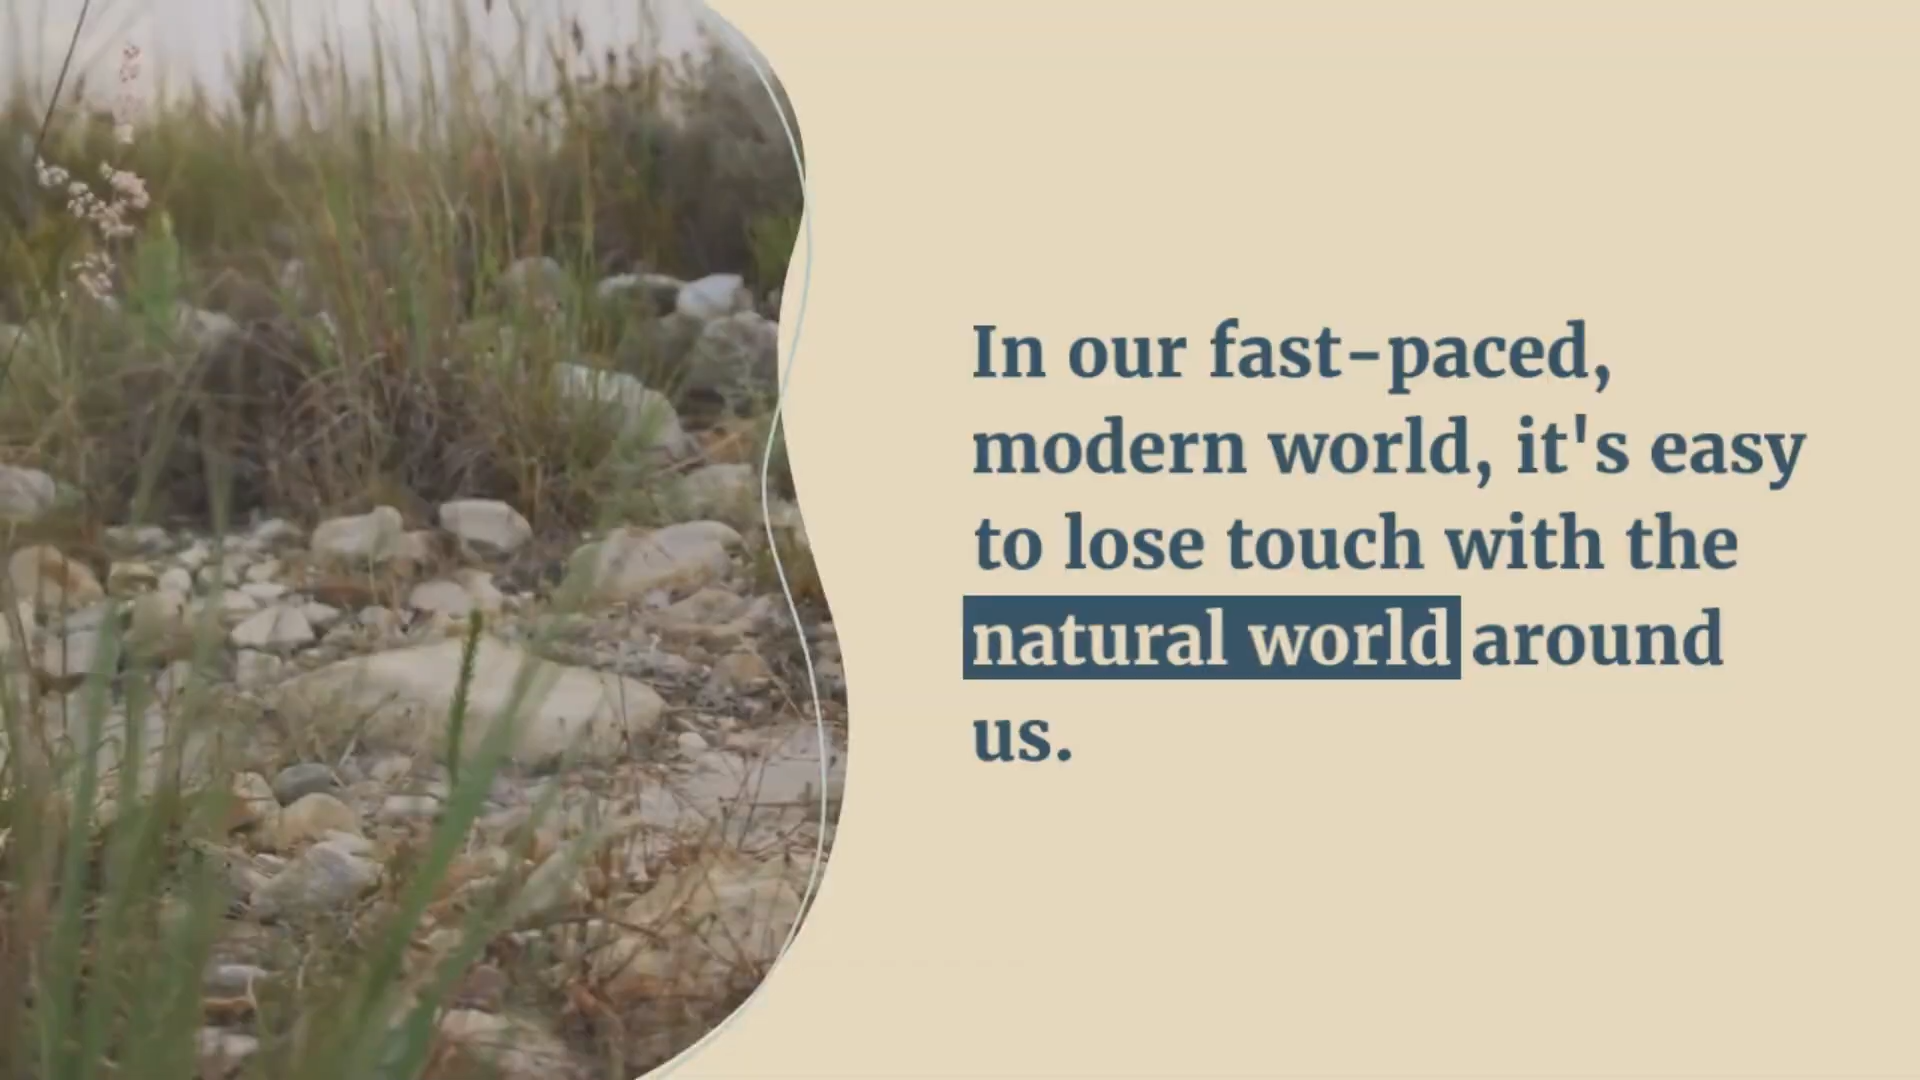 In our fast-paced,
modern world, it's easy
to lose touch with the
natural world around
us.